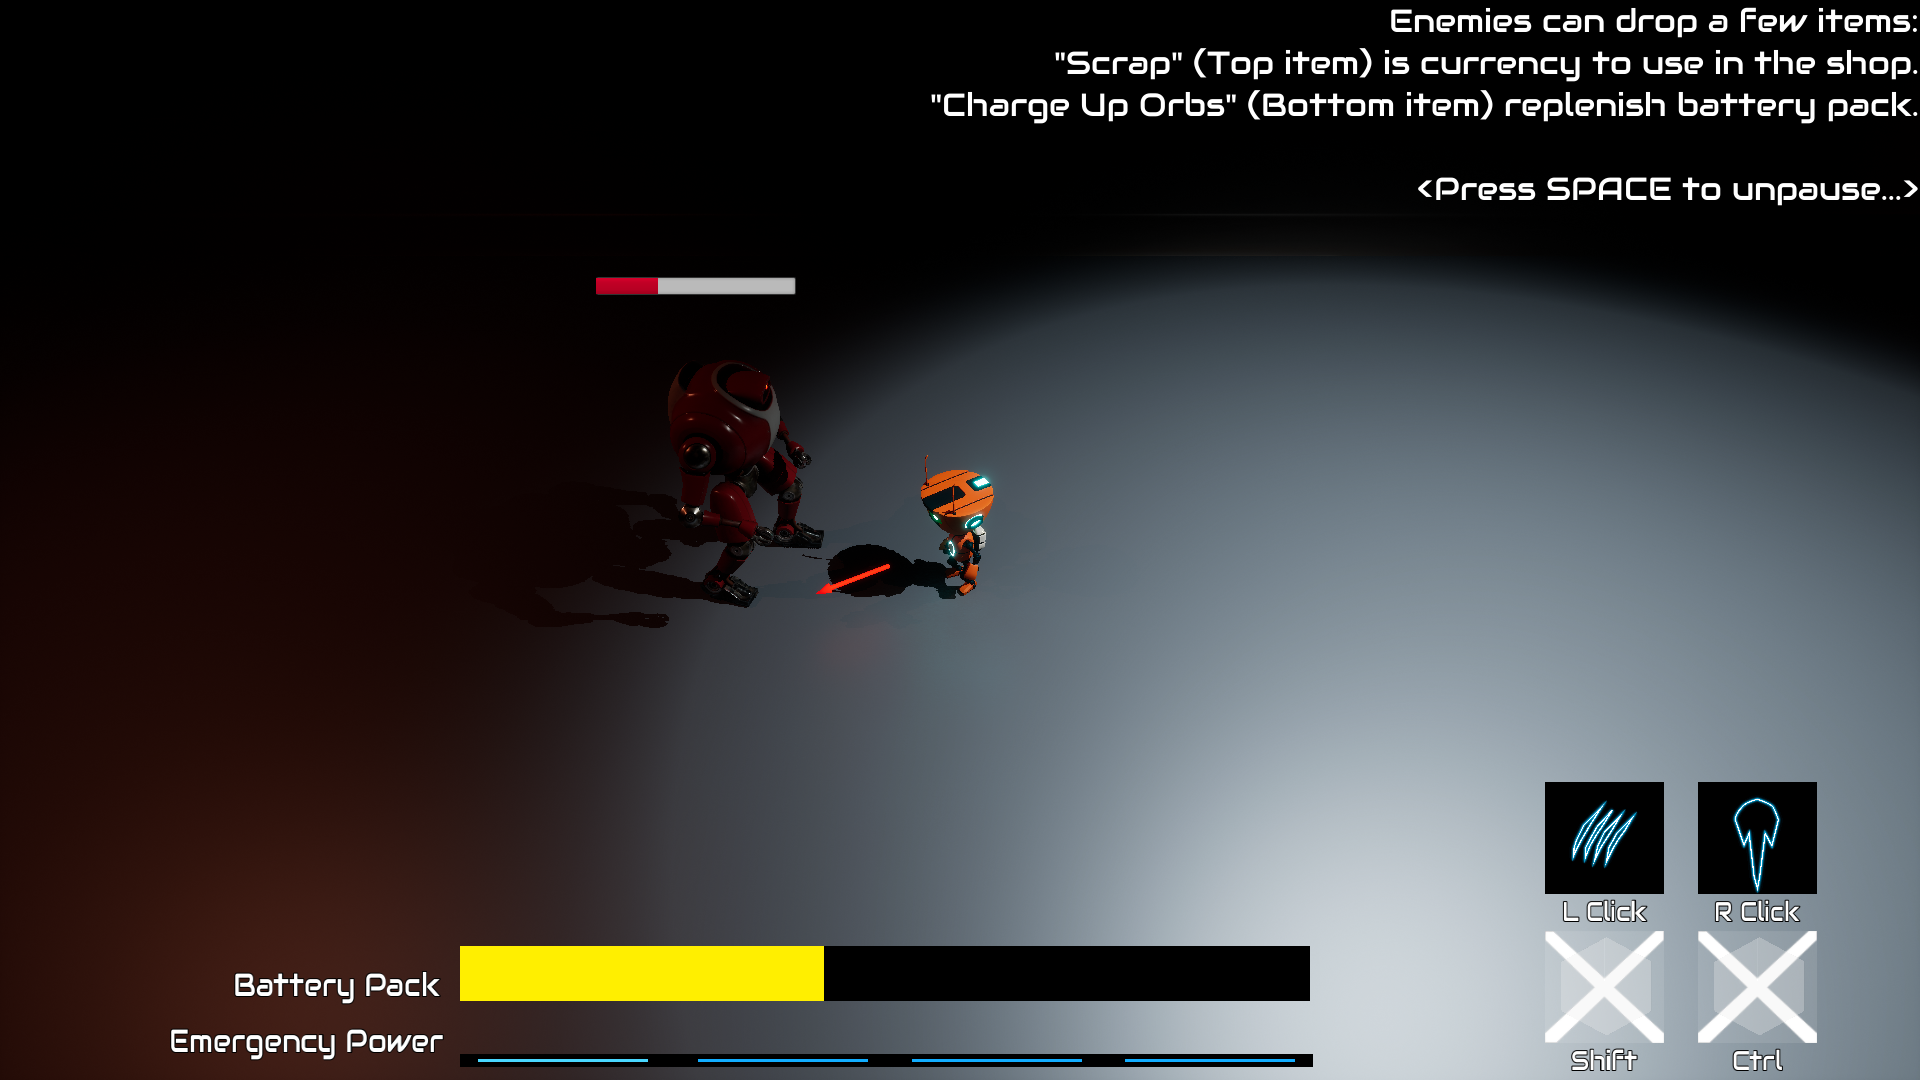 Enemies can drop a few items:
"Scrap" (Top item) is currency to use in the shop.
"Charge Up Orbs" (Bottom item) replenish battery pack.
<Press SPACE to unpause...>
L Click
R Click
Battery Pack
Emergency Power
Shift
Ctrl